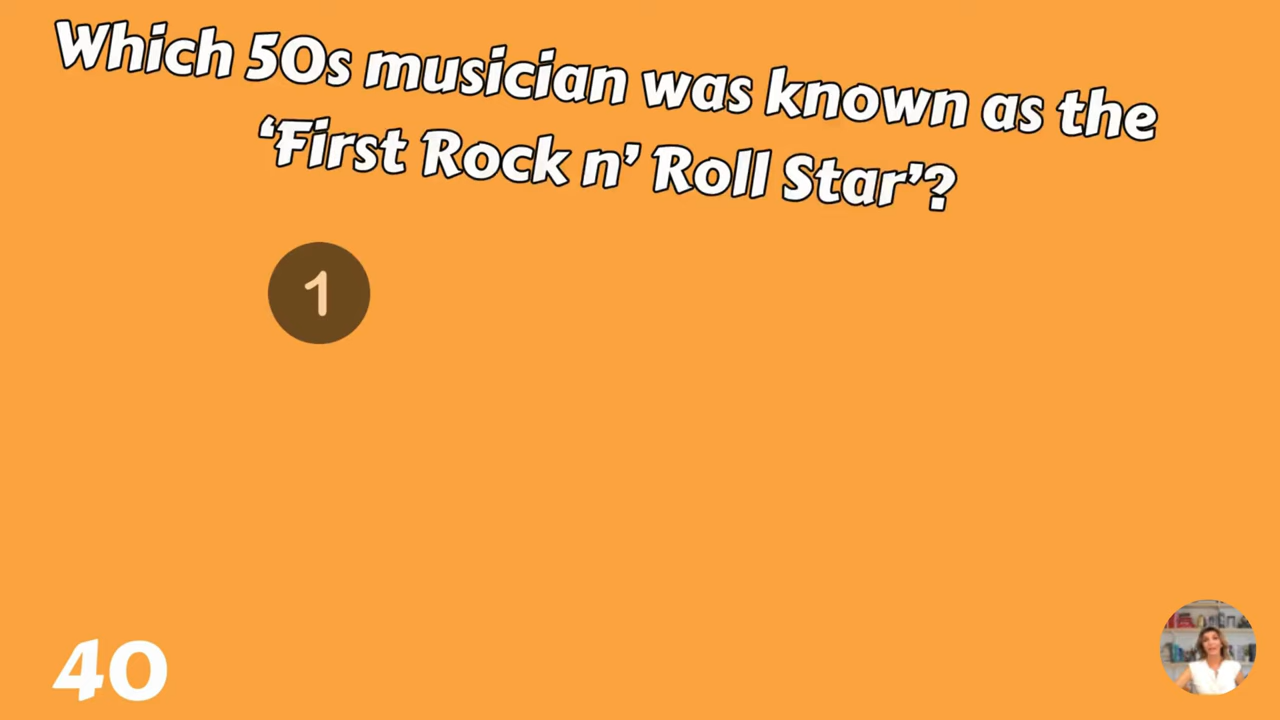 Which 50s musician was known as the
‘First Rock n’ Roll Star’?
1
40